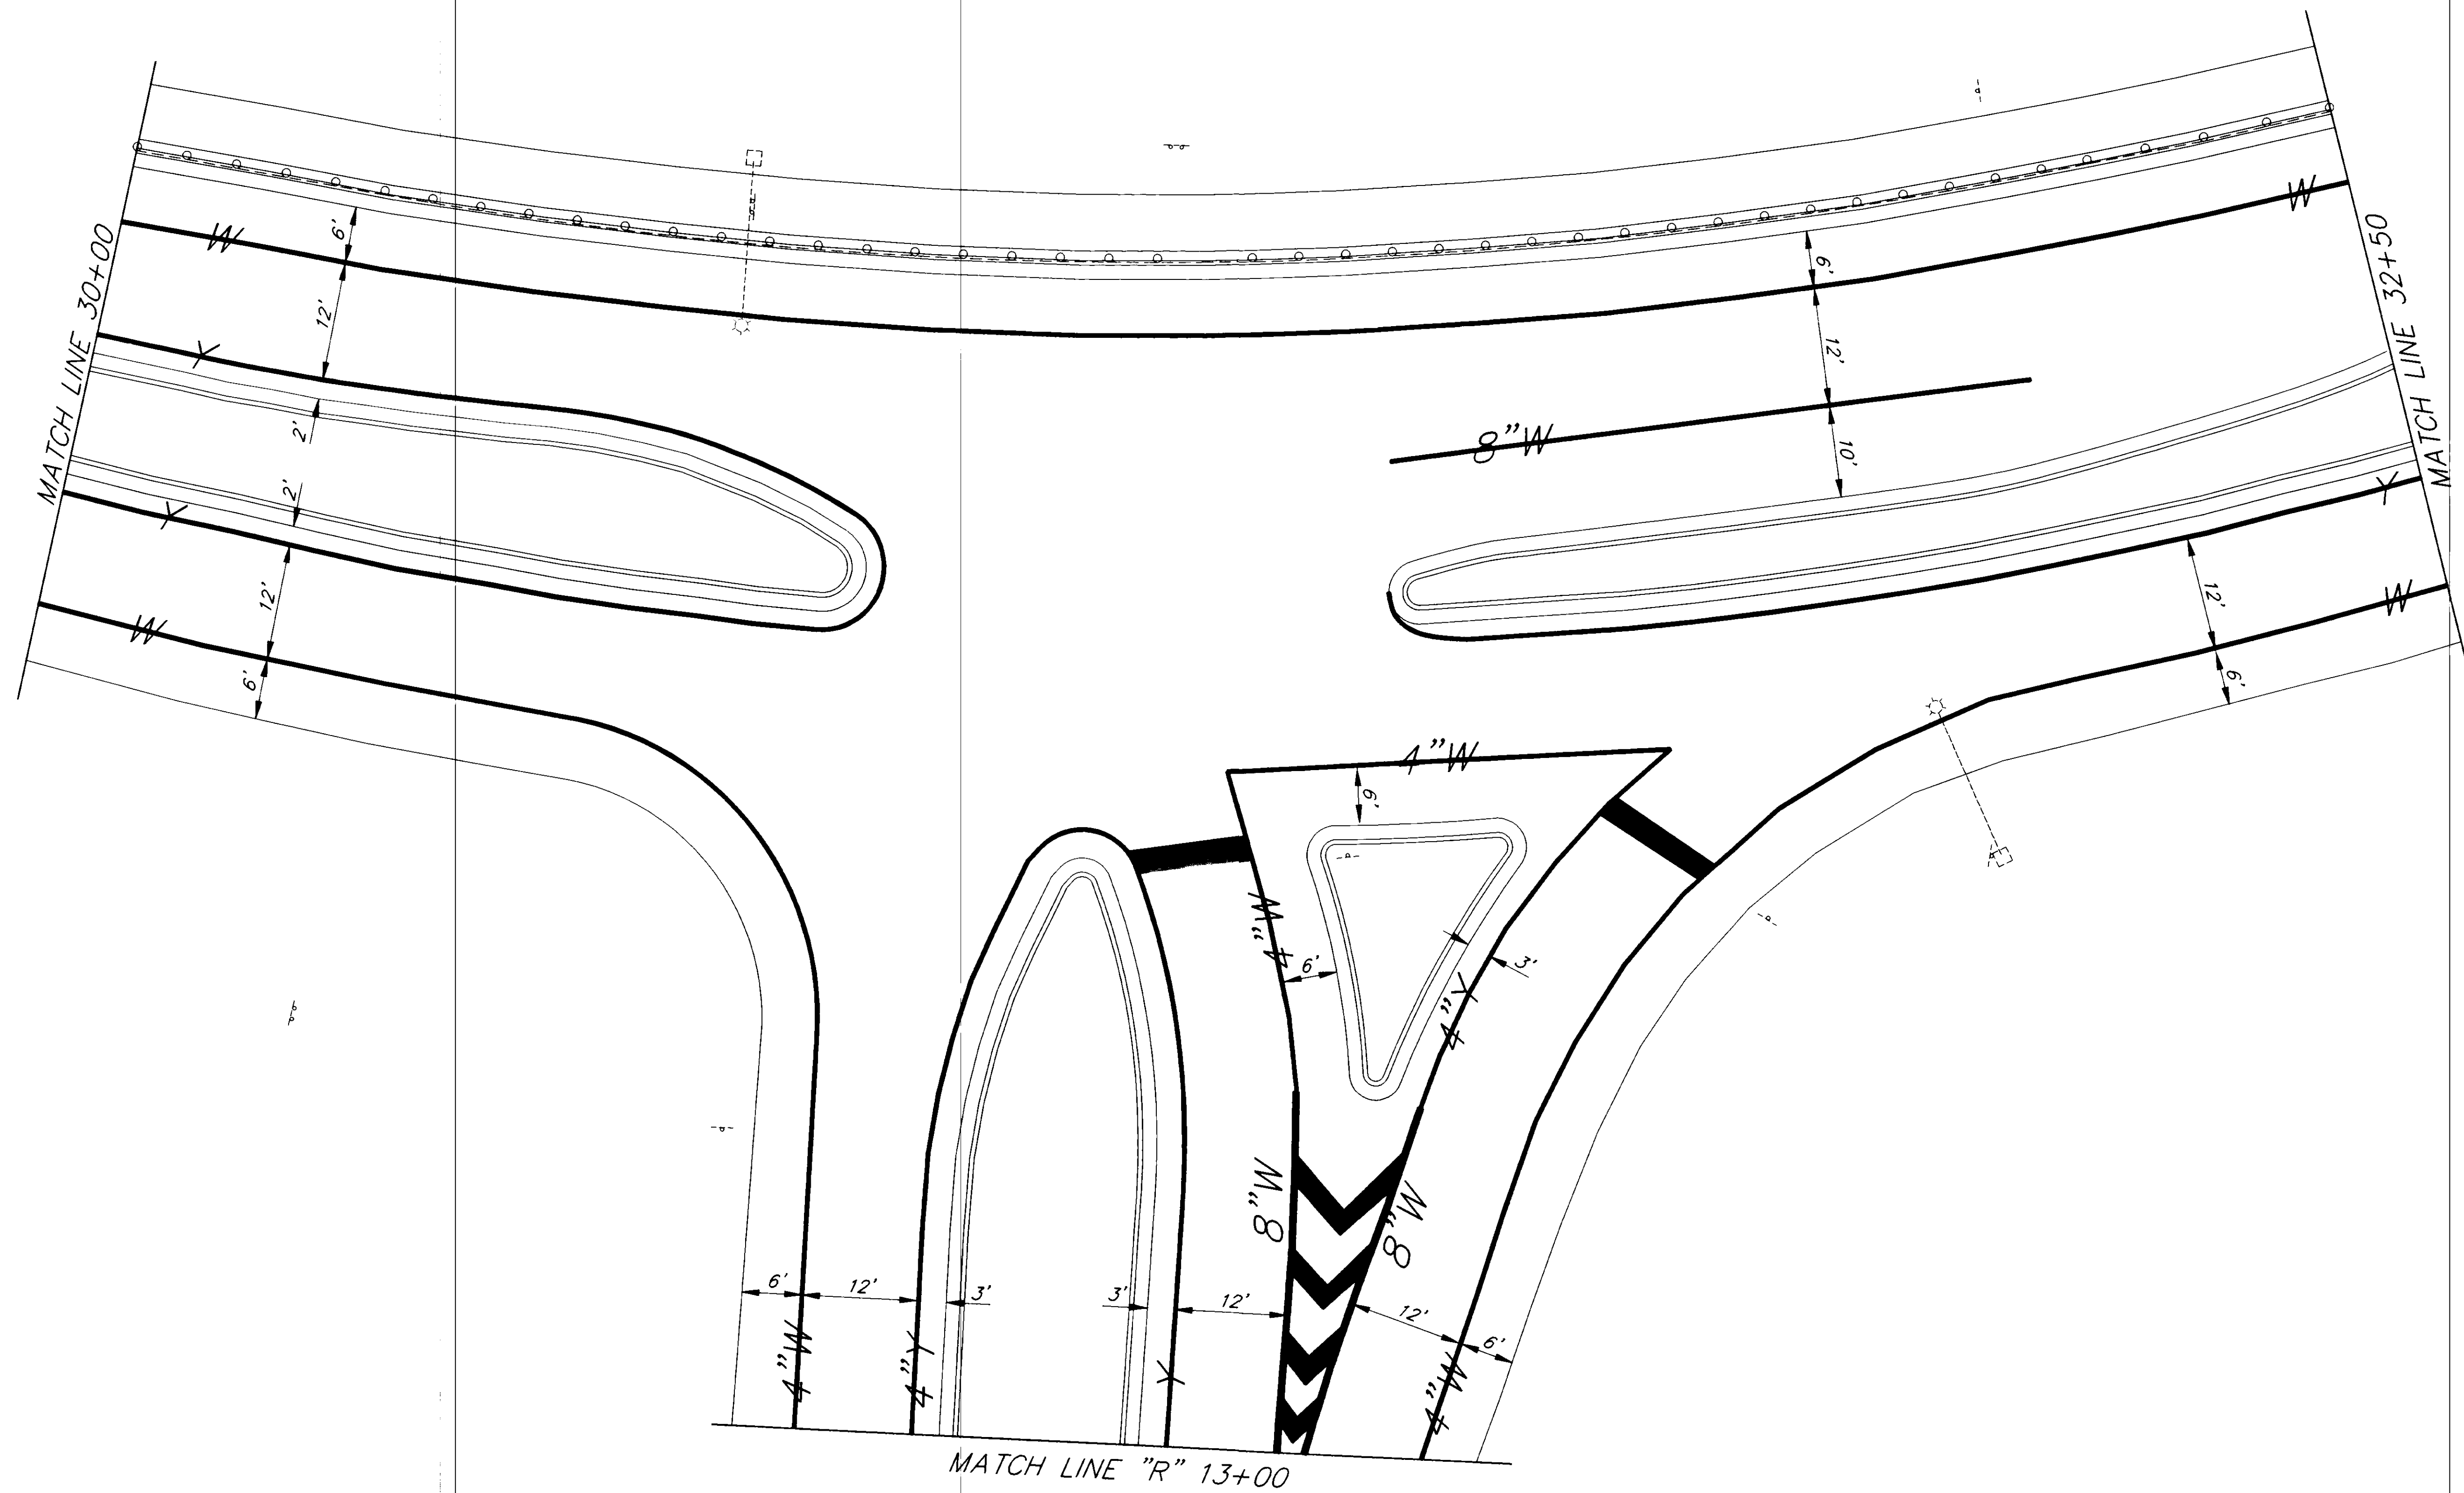 MATCH LINE 30+00
MATCH LINE 32+50
W
W
6'
6'
12'
12'
Y
8"W
2'
10'
2'
Y
Y
12'
12'
W
W
6'
6'
4"W
6'
4"W
6'
3'
4"Y
8"W
8"W
6'
12'
3'
3'
12'
12'
6'
4"W
4"Y
Y
4"W
MATCH LINE "R" 13+00